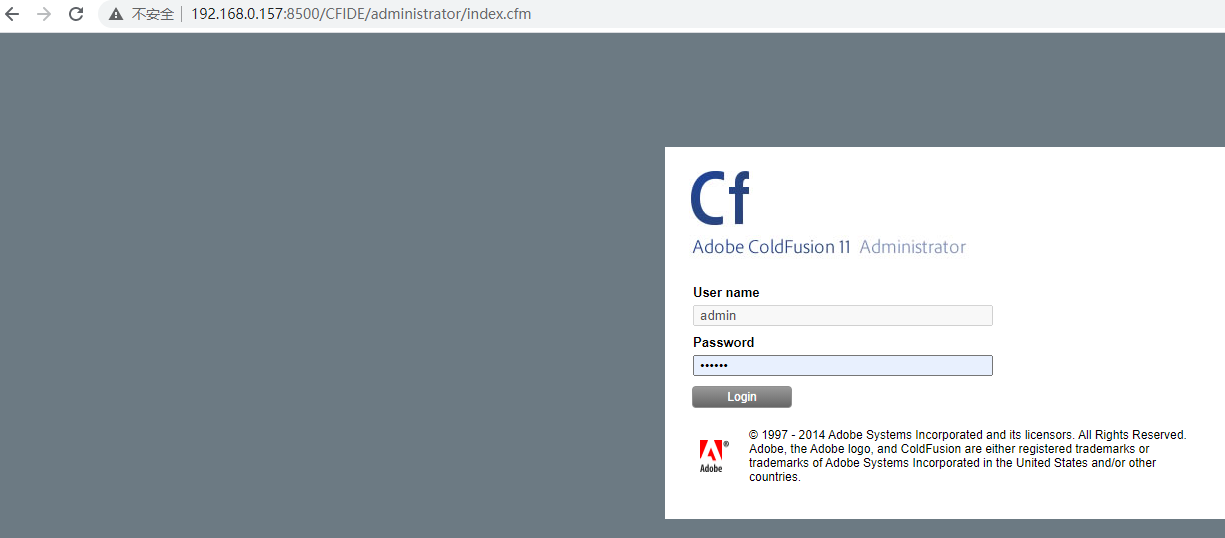 不安全 192.168.0.157:8500/CFIDE/administrator/index.cfm
Cf
Adobe ColdFusion 11 Administrator
User name
admin
Password
••••••
Login
© 1997 - 2014 Adobe Systems Incorporated and its licensors. All Rights Reserved.
Adobe, the Adobe logo, and ColdFusion are either registered trademarks or
trademarks of Adobe Systems Incorporated in the United States and/or other
countries.
Adobe